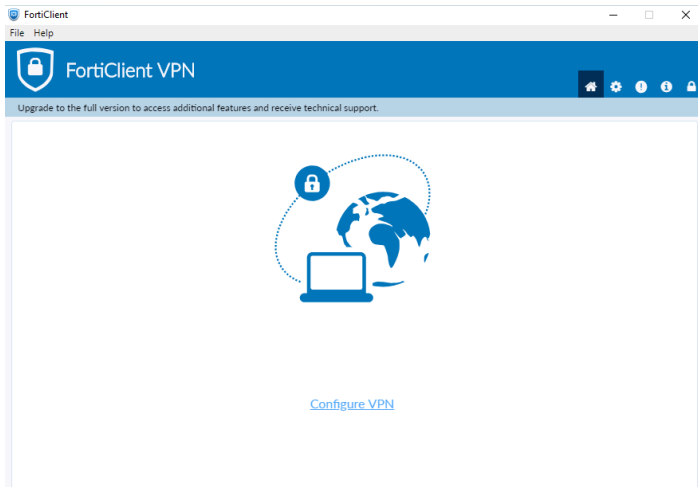 FortiClient
File Help
FortiClient VPN
Upgrade to the full version to access additional features and receive technical support.
Configure VPN